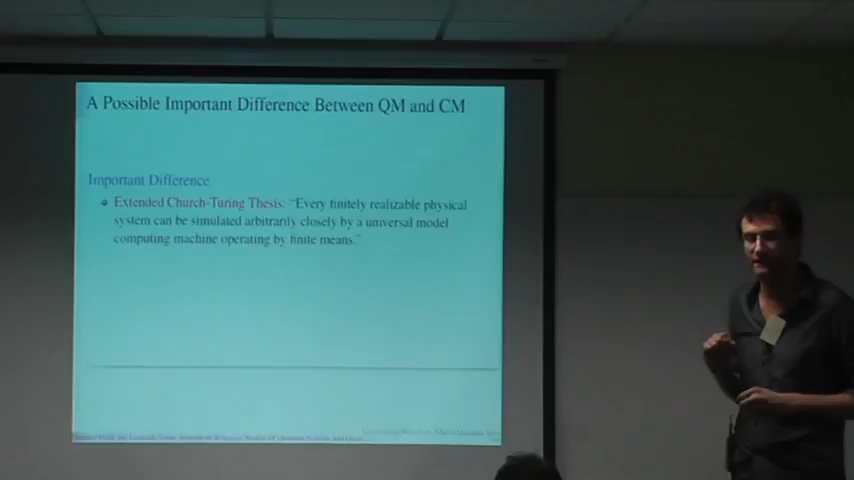 A Possible Important Difference Between QM and CM
Important Difference
Extended Church-Turing Thesis: “Every finitely realizable physical
system can be simulated arbitrarily closely by a universal model
computing machine operating by finite means.”